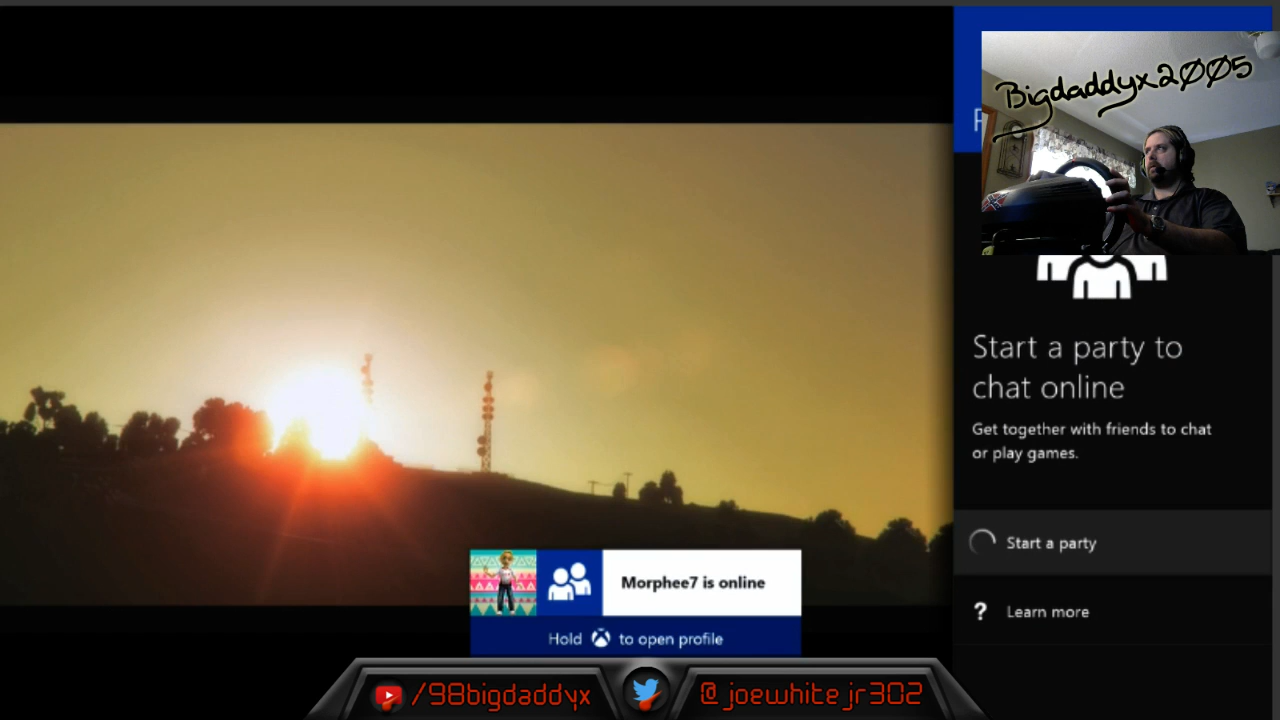 Bigdaddyx2005
Start a party to
chat online
Get together with friends to chat
or play games.
Start a party
? Learn more
Morphee7 is online
Hold to open profile
/98bigdaddyx
@joewhitejr302